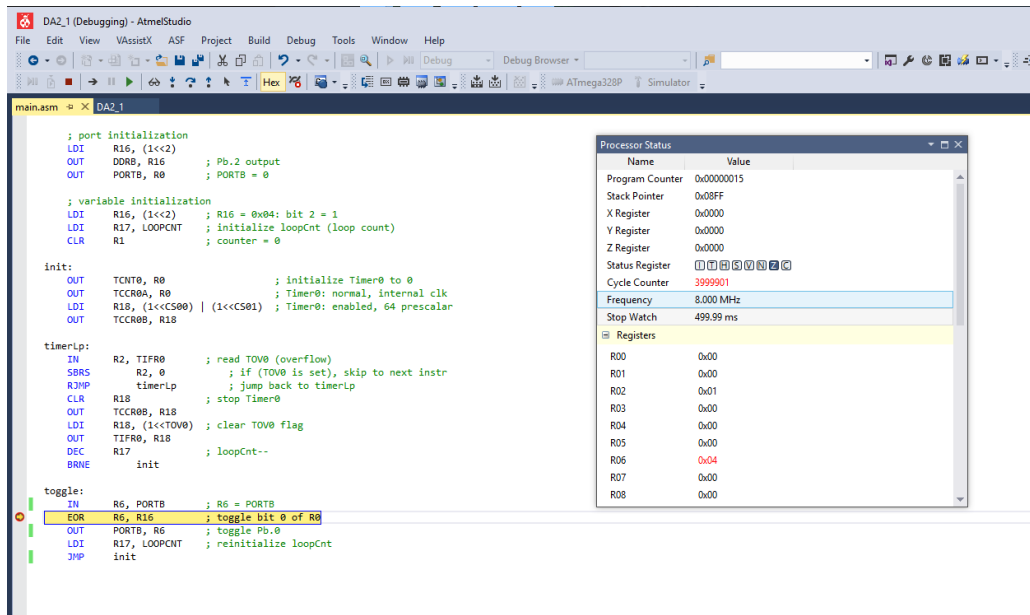 DA2_1 (Debugging) - AtmelStudio
File Edit View VAssistX ASF Project Build Debug Tools Window Help
Debug Debug Browser
Hex ATmega328P Simulator
main.asm DA2_1
; port initialization
LDI R16, (1<<2)
OUT DDRB, R16 ; Pb.2 output
OUT PORTB, R0 ; PORTB = 0
; variable initialization
LDI R16, (1<<2) ; R16 = 0x04: bit 2 = 1
LDI R17, LOOPCNT ; initialize loopCnt (loop count)
CLR R1 ; counter = 0
init:
OUT TCNT0, R0 ; initialize Timer0 to 0
OUT TCCR0A, R0 ; Timer0: normal, internal clk
LDI R18, (1<<CS00) | (1<<CS01) ; Timer0: enabled, 64 prescalar
OUT TCCR0B, R18
timerLp:
IN R2, TIFR0 ; read TOV0 (overflow)
SBRS R2, 0 ; if (TOV0 is set), skip to next instr
RJMP timerLp ; jump back to timerLp
CLR R18 ; stop Timer0
OUT TCCR0B, R18
LDI R18, (1<<TOV0) ; clear TOV0 flag
OUT TIFR0, R18
DEC R17 ; loopCnt--
BRNE init
toggle:
IN R6, PORTB ; R6 = PORTB
EOR R6, R16 ; toggle bit 0 of R0
OUT PORTB, R6 ; toggle Pb.0
LDI R17, LOOPCNT ; reinitialize loopCnt
JMP init
Processor Status
Name Value
Program Counter 0x00000015
Stack Pointer 0x08FF
X Register 0x0000
Y Register 0x0000
Z Register 0x0000
Status Register I T H S V N Z C
Cycle Counter 3999901
Frequency 8.000 MHz
Stop Watch 499.99 ms
Registers
R00 0x00
R01 0x00
R02 0x01
R03 0x00
R04 0x00
R05 0x00
R06 0x04
R07 0x00
R08 0x00